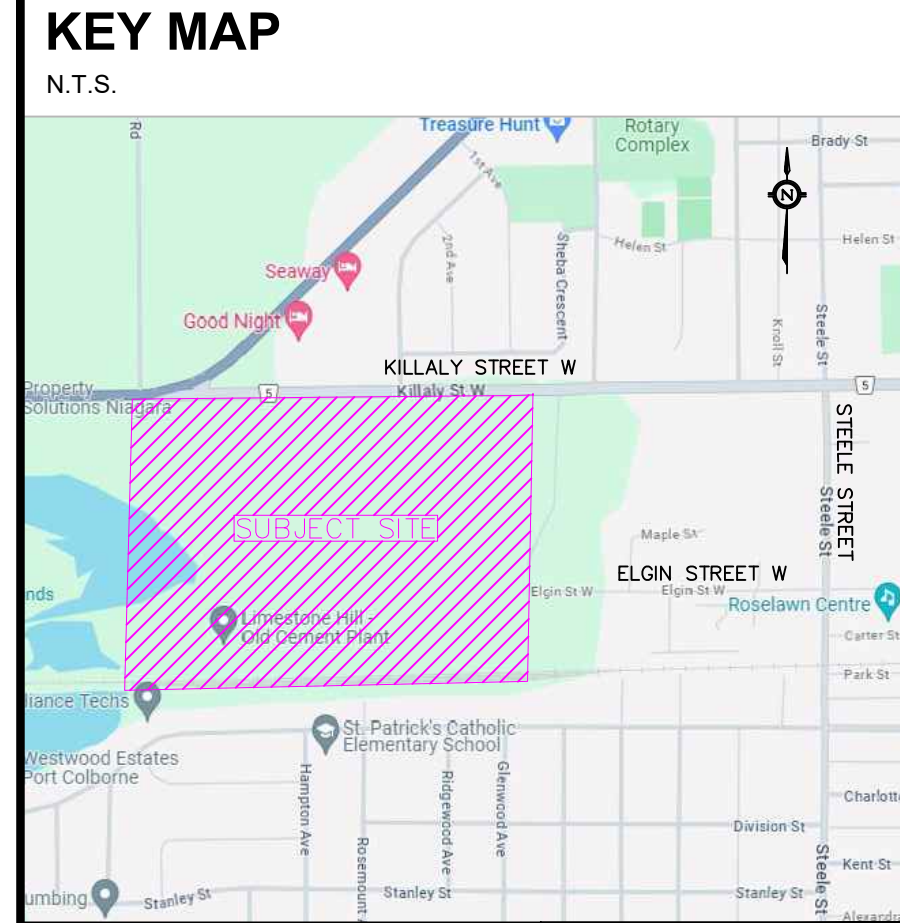 KEY MAP
N.T.S.
Rd
Treasure Hunt
Rotary
Complex
Brady St
1st Ave
2nd Ave
Sheba Crescent
Helen St
Helen St
N
Seaway
Good Night
Knoll St
Steele St
KILLALY STREET W
Killaly St W
5
5
Property
Solutions Niagara
STEELE STREET
Steele St
SUBJECT SITE
Maple St
ELGIN STREET W
Elgin St W
Elgin St W
nds
Roselawn Centre
Limestone Hill -
Old Cement Plant
Carter St
Park St
liance Techs
St. Patrick's Catholic
Elementary School
Westwood Estates
Port Colborne
Hampton Ave
Rosemount
Ridgewood Ave
Glenwood Ave
Charlott
Division St
Steele St
Kent St
umbing
Stanley St
Stanley St
Stanley St
Alexandr